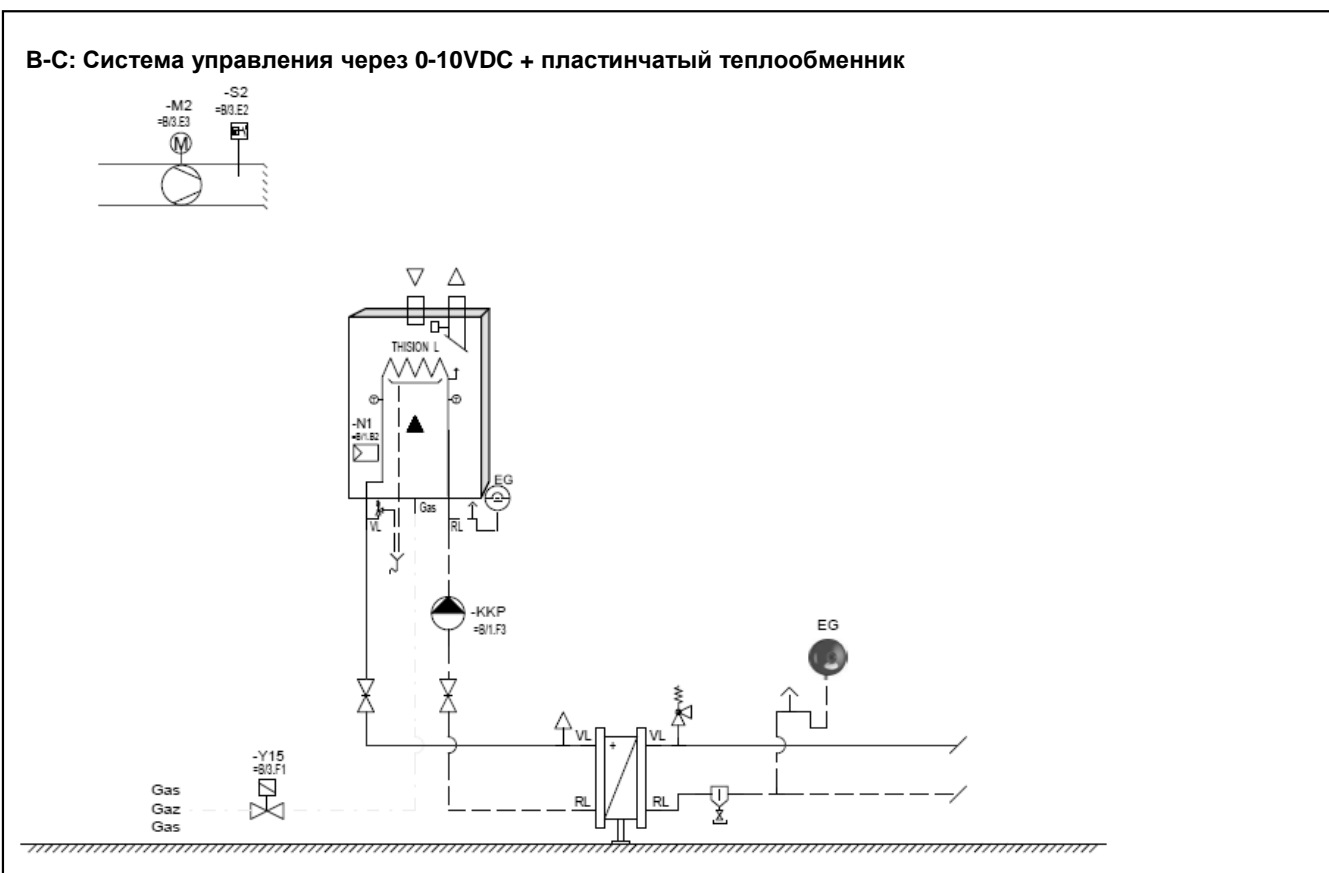 B-C: Система управления через 0-10VDC + пластинчатый теплообменник
-S2
=B/3.E2
-M2
=B/3.E3
M
THISION L
T
T
-N1
=B/1.B2
EG
Gas
VL
RL
-KKP
=B/1.F3
EG
VL
VL
+
-Y15
=B/3.F1
Gas
Gaz
Gas
RL
RL